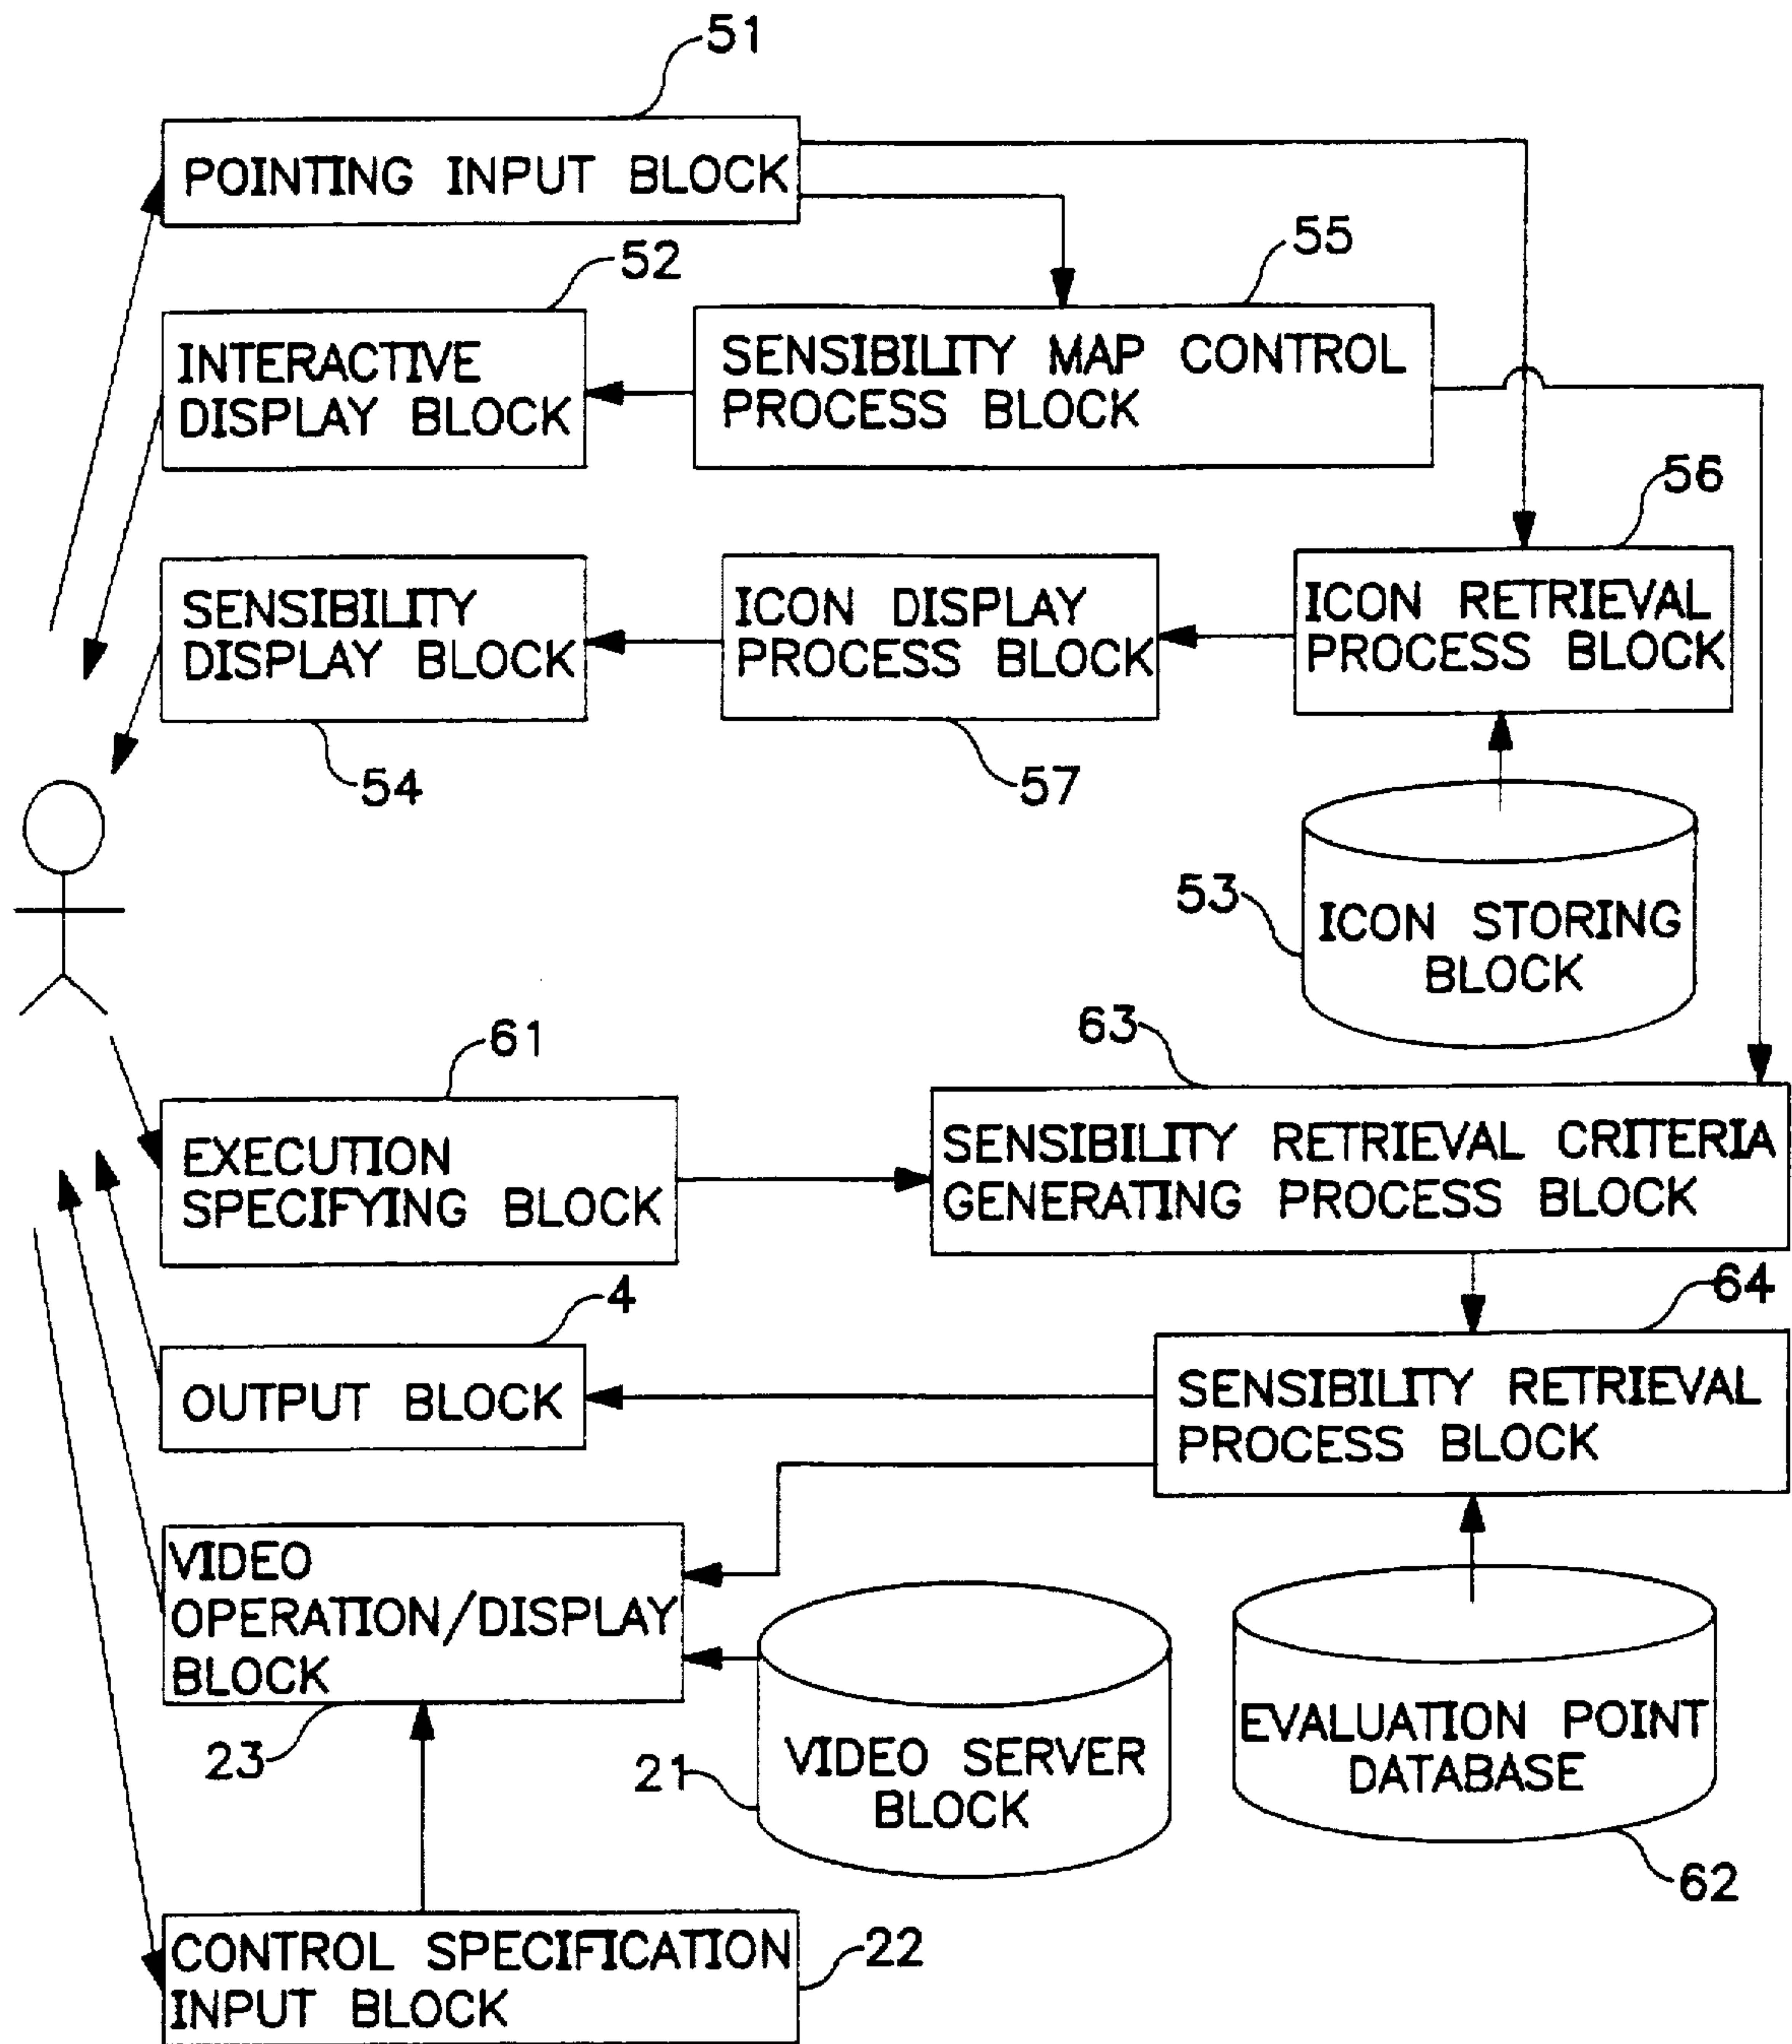 51
POINTING INPUT BLOCK
52
55
INTERACTIVE
DISPLAY BLOCK
SENSIBILITY MAP CONTROL
PROCESS BLOCK
56
SENSIBILITY
DISPLAY BLOCK
ICON DISPLAY
PROCESS BLOCK
ICON RETRIEVAL
PROCESS BLOCK
54
57
53
ICON STORING
BLOCK
61
63
EXECUTION
SPECIFYING BLOCK
SENSIBILITY RETRIEVAL CRITERIA
GENERATING PROCESS BLOCK
4
64
OUTPUT BLOCK
SENSIBILITY RETRIEVAL
PROCESS BLOCK
VIDEO
OPERATION/DISPLAY
BLOCK
23
21
VIDEO SERVER
BLOCK
EVALUATION POINT
DATABASE
62
CONTROL SPECIFICATION
INPUT BLOCK
22